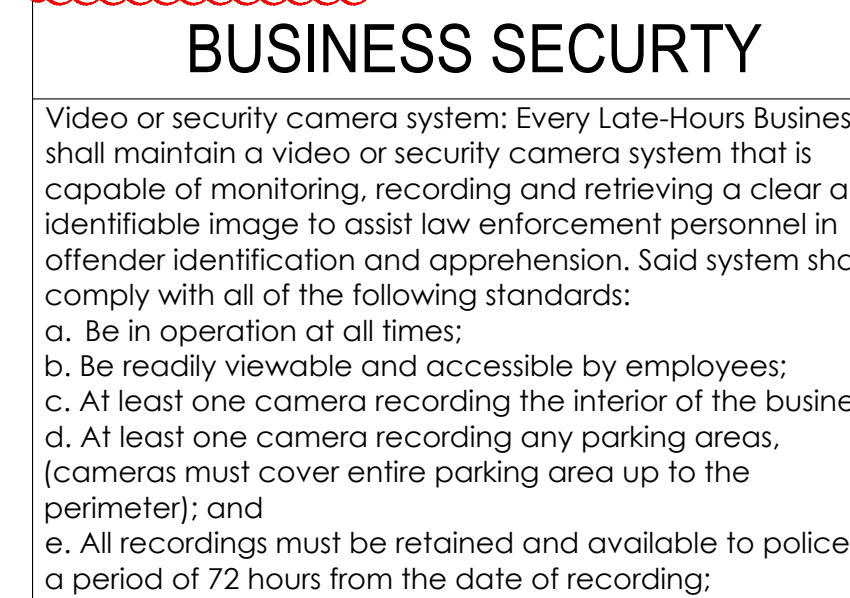 BUSINESS SECURTY
Video or security camera system: Every Late-Hours Busines
shall maintain a video or security camera system that is
capable of monitoring, recording and retrieving a clear a
identifiable image to assist law enforcement personnel in
offender identification and apprehension. Said system sha
comply with all of the following standards:
a. Be in operation at all times;
b. Be readily viewable and accessible by employees;
c. At least one camera recording the interior of the busine
d. At least one camera recording any parking areas,
(cameras must cover entire parking area up to the
perimeter); and
e. All recordings must be retained and available to police
a period of 72 hours from the date of recording;